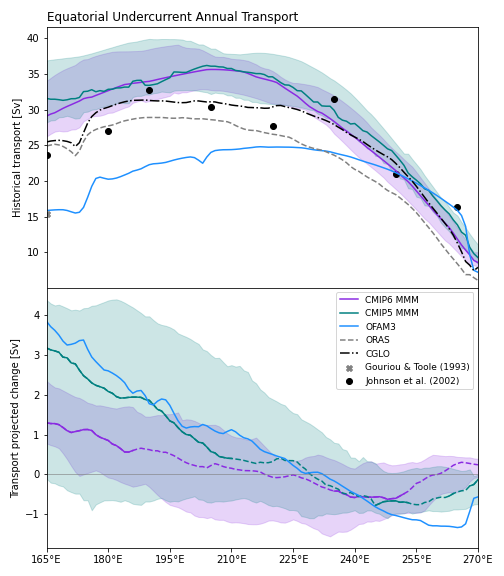 Equatorial Undercurrent Annual Transport
Historical transport [Sv]
40
35
30
25
20
15
10
Transport projected change [Sv]
4
3
2
1
0
−1
CMIP6 MMM
CMIP5 MMM
OFAM3
ORAS
CGLO
Gouriou & Toole (1993)
Johnson et al. (2002)
165°E 180°E 195°E 210°E 225°E 240°E 255°E 270°E